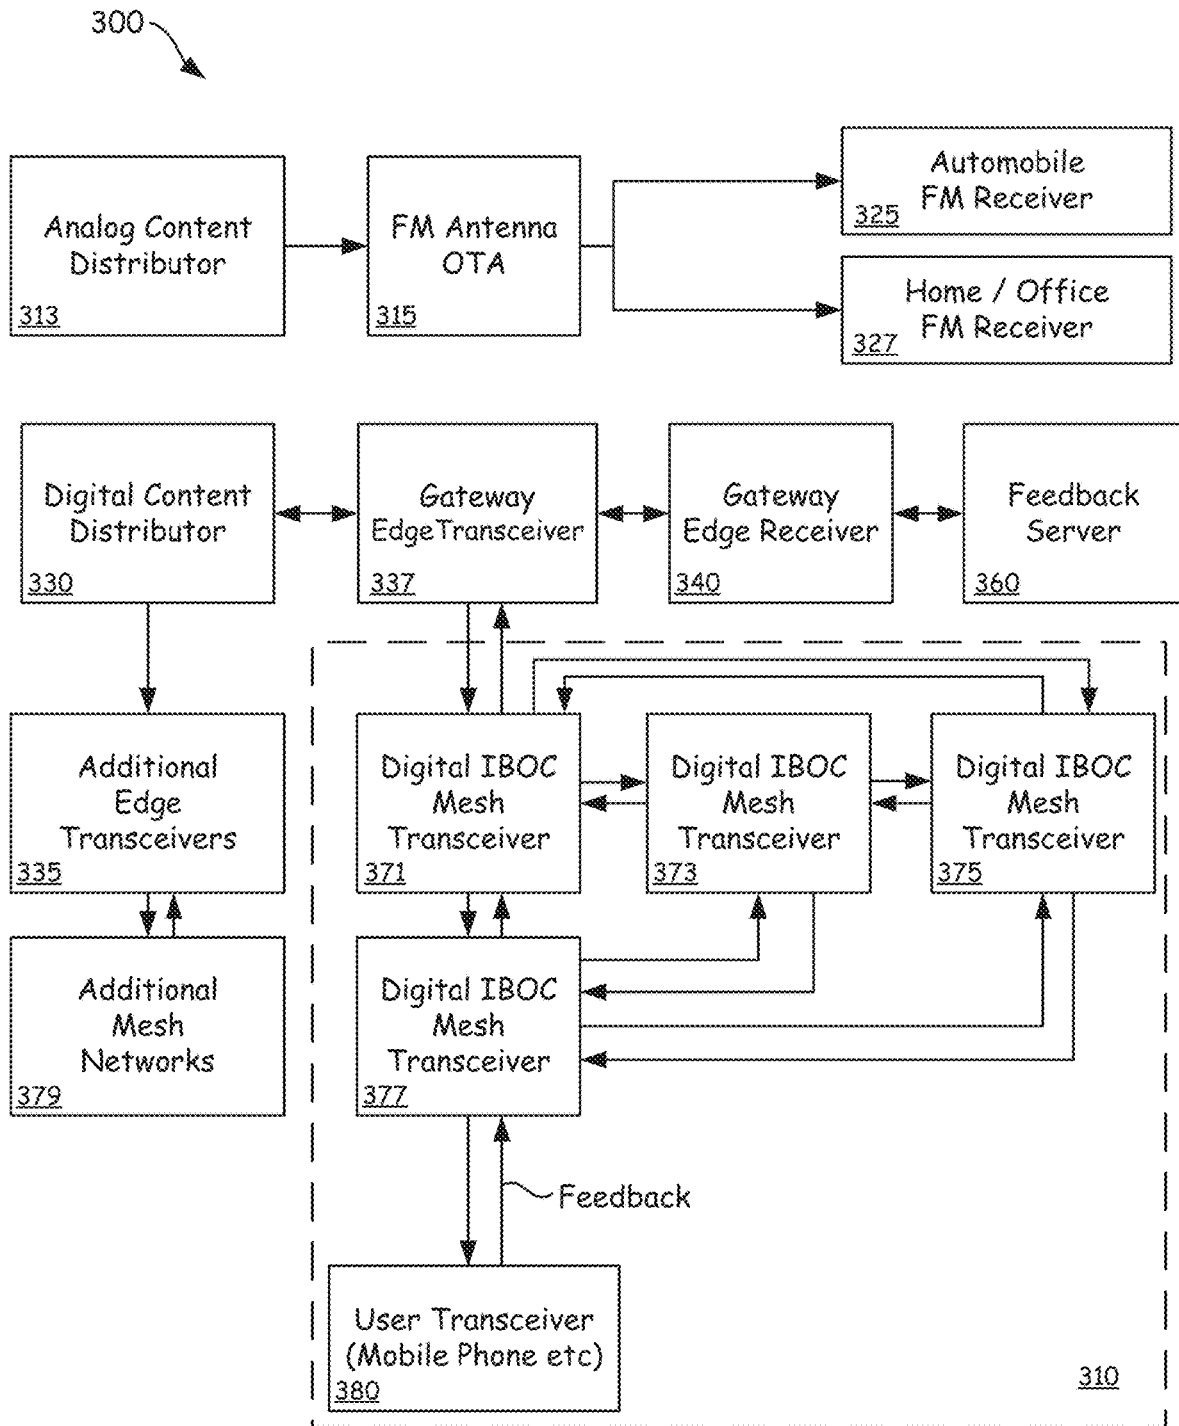 300
Analog Content
Distributor
313
FM Antenna
OTA
315
Automobile
FM Receiver
325
Home / Office
FM Receiver
327
Digital Content
Distributor
330
Gateway
EdgeTransceiver
337
Gateway
Edge Receiver
340
Feedback
Server
360
Additional
Edge
Transceivers
335
Digital IBOC
Mesh
Transceiver
371
Digital IBOC
Mesh
Transceiver
373
Digital IBOC
Mesh
Transceiver
375
Additional
Mesh
Networks
379
Digital IBOC
Mesh
Transceiver
377
Feedback
User Transceiver
(Mobile Phone etc)
380
310